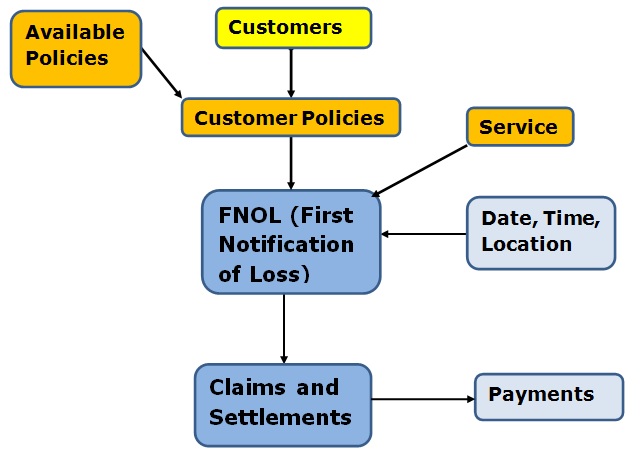 Available
Policies
Customers
Customer Policies
Service
FNOL (First
Notification
of Loss)
Date, Time,
Location
Claims and
Settlements
Payments